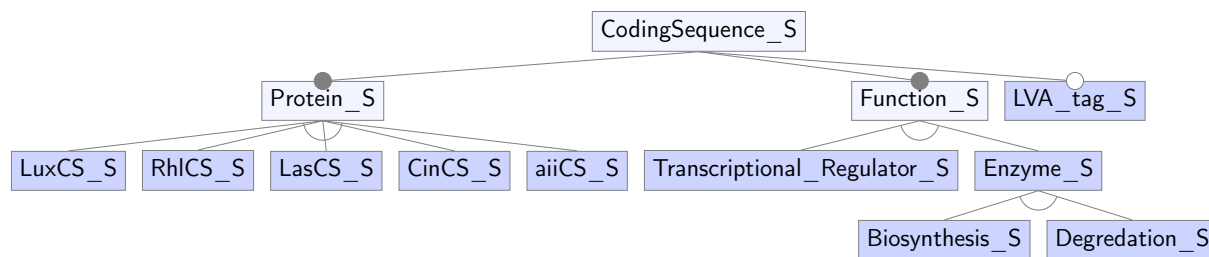 CodingSequence_S
Protein_S
Function_S
LVA_tag_S
LuxCS_S
RhlCS_S
LasCS_S
CinCS_S
aiiCS_S
Transcriptional_Regulator_S
Enzyme_S
Biosynthesis_S
Degredation_S